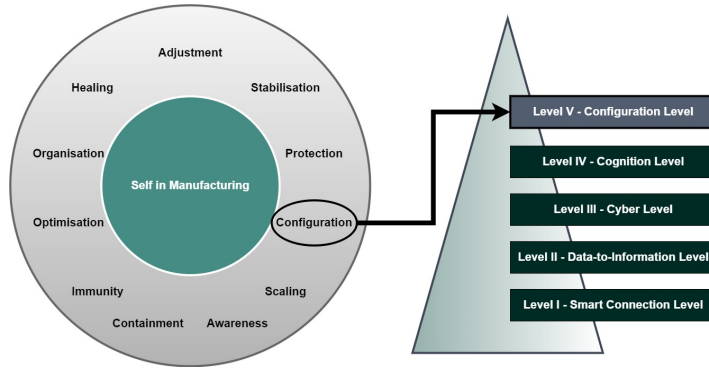 Adjustment
Healing
Stabilisation
Organisation
Protection
Self in Manufacturing
Optimisation
Configuration
Immunity
Scaling
Containment
Awareness
Level V - Configuration Level
Level IV - Cognition Level
Level III - Cyber Level
Level II - Data-to-Information Level
Level I - Smart Connection Level